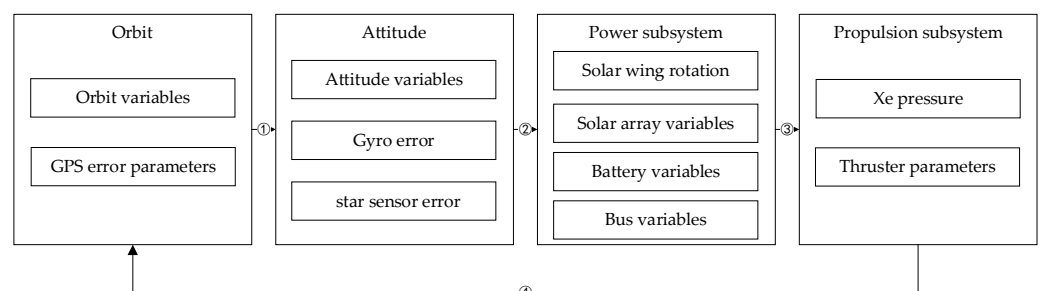 Orbit
Orbit variables
GPS error parameters
①
Attitude
Attitude variables
Gyro error
star sensor error
②
Power subsystem
Solar wing rotation
Solar array variables
Battery variables
Bus variables
③
Propulsion subsystem
Xe pressure
Thruster parameters
④